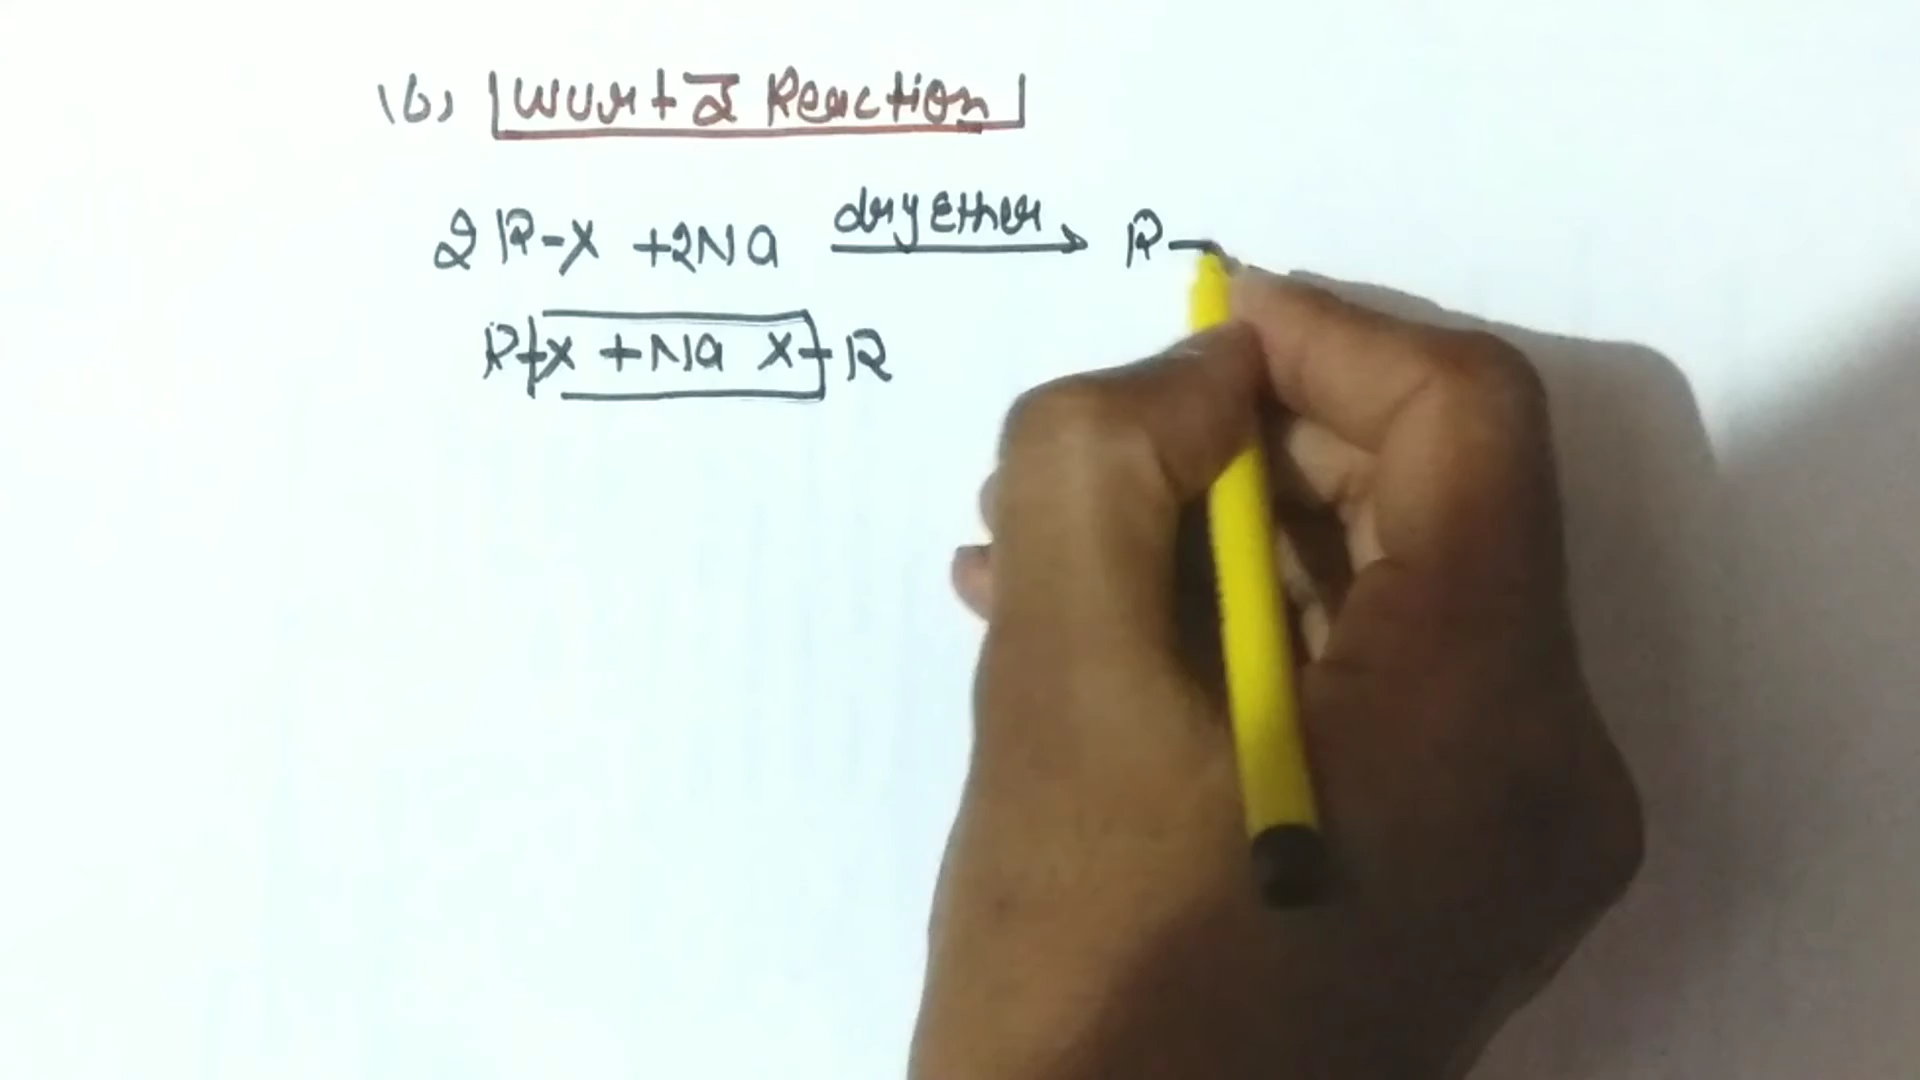 (b) Wurtz Reaction
2R-X +2Na dry Ether → R-
R-X +Na X-R